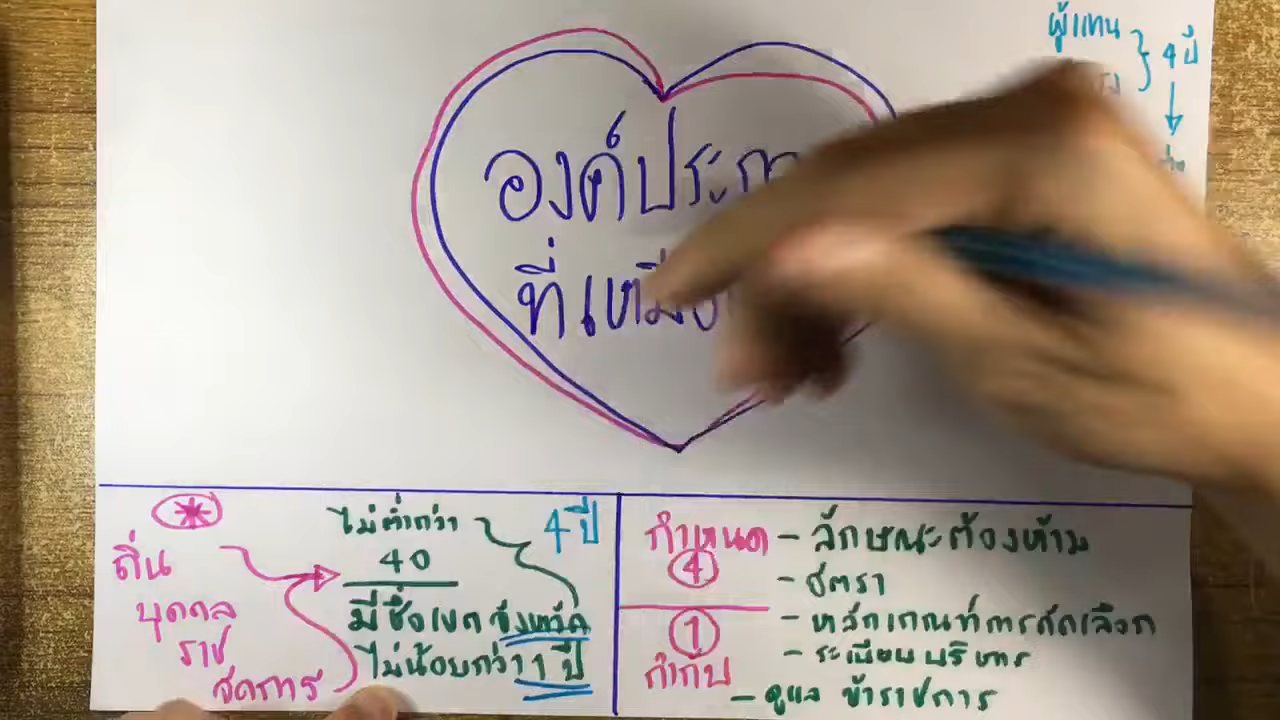 ผู้แทน
4 ปี
องค์ประกา
ที่เหมือ
ถิ่น
บุคคล
ราช
จัดการ
ไม่ต่ำกว่า
40
4 ปี
มีชื่อเขต จังหวัด
ไม่น้อยกว่า 1 ปี
กำหนด
4
1
กำกับ
- ลักษณะต้องห้าม
- อัตรา
- หลักเกณฑ์การคัดเลือก
- ระเบียบ บริหาร
- ดูแล ข้าราชการ